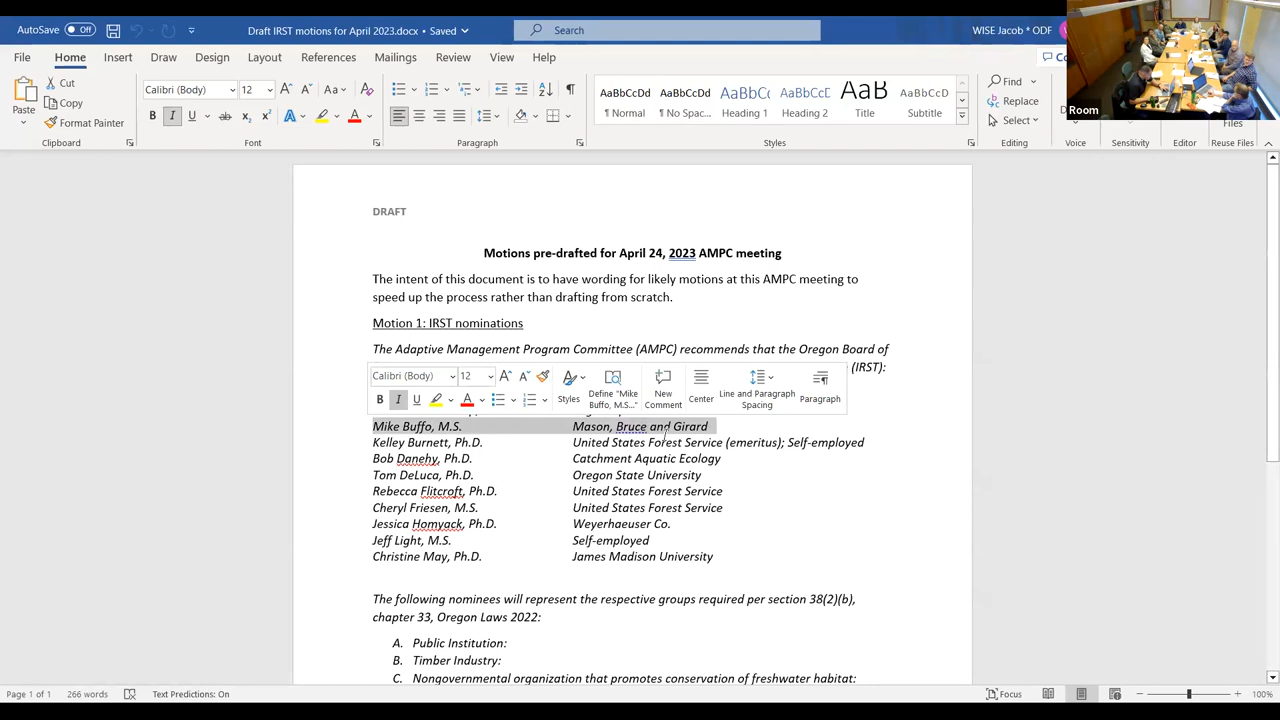 AutoSave Off Draft IRST motions for April 2023.docx • Saved Search WISE Jacob * ODF
File Home Insert Draw Design Layout References Mailings Review View Help
Paste Cut Copy Format Painter
Clipboard
Calibri (Body) 12
Font
Paragraph
AaBbCcDd AaBbCcDd AaBbCc AaBbCcD AaB AaBbCcD
¶ Normal ¶ No Spac... Heading 1 Heading 2 Title Subtitle
Styles
Find Replace Select
Editing
Voice
Sensitivity
Editor
Files
Reuse Files
Room
DRAFT
Motions pre-drafted for April 24, 2023 AMPC meeting
The intent of this document is to have wording for likely motions at this AMPC meeting to
speed up the process rather than drafting from scratch.
Motion 1: IRST nominations
The Adaptive Management Program Committee (AMPC) recommends that the Oregon Board of
(IRST):
Calibri (Body) 12
Styles Define "Mike Buffo, M.S..." New Comment Center Line and Paragraph Spacing Paragraph
Mike Buffo, M.S. Mason, Bruce and Girard
Kelley Burnett, Ph.D. United States Forest Service (emeritus); Self-employed
Bob Danehy, Ph.D. Catchment Aquatic Ecology
Tom DeLuca, Ph.D. Oregon State University
Rebecca Flitcroft, Ph.D. United States Forest Service
Cheryl Friesen, M.S. United States Forest Service
Jessica Homyack, Ph.D. Weyerhaeuser Co.
Jeff Light, M.S. Self-employed
Christine May, Ph.D. James Madison University
The following nominees will represent the respective groups required per section 38(2)(b),
chapter 33, Oregon Laws 2022:
A. Public Institution:
B. Timber Industry:
C. Nongovernmental organization that promotes conservation of freshwater habitat:
Page 1 of 1 266 words Text Predictions: On Focus 100%